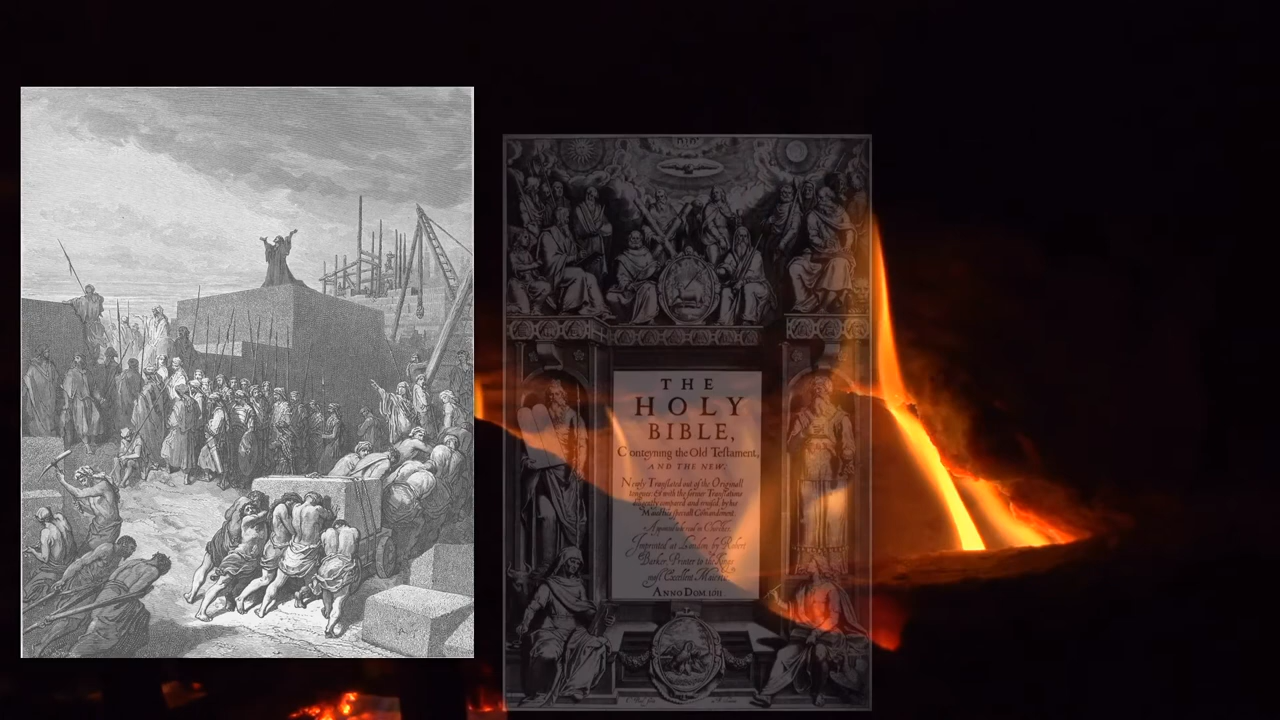 THE
HOLY
BIBLE,
Conteyning the Old Teſtament,
AND THE NEW:
Newly Tranſlated out of the Originall
tongues: & with the former Tranſlations
diligently compared and reuiſed, by his
Maieſties ſpeciall Comandement.
Appointed to be read in Churches.
Imprinted at London by Robert
Barker, Printer to the Kings
moſt Excellent Maieſtie.
ANNO DOM. 1611